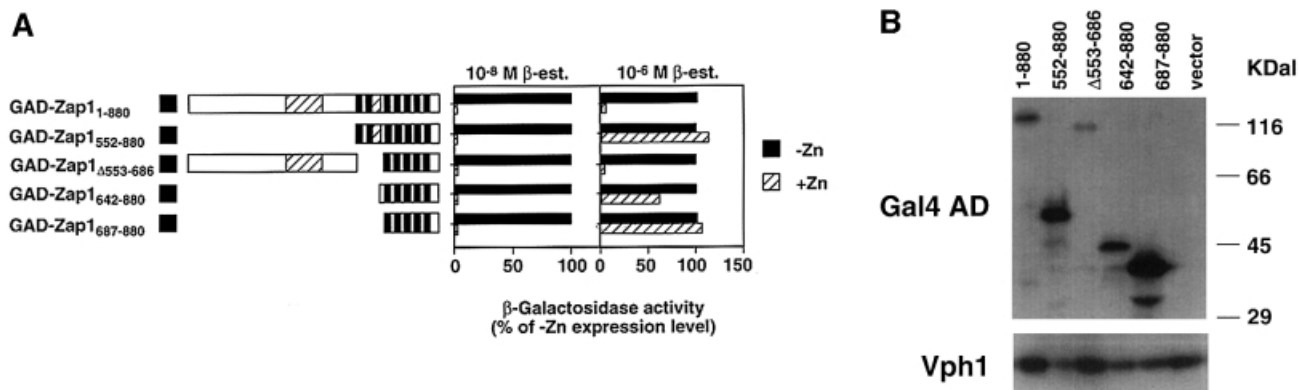 A
10⁻⁸ M β-est.
10⁻⁶ M β-est.
GAD-Zap1₁₋₈₈₀
GAD-Zap1₅₅₂₋₈₈₀
GAD-Zap1Δ₅₅₃₋₆₈₆
GAD-Zap1₆₄₂₋₈₈₀
GAD-Zap1₆₈₇₋₈₈₀
-Zn
+Zn
0 50 100 0 50 100 150
β-Galactosidase activity
(% of -Zn expression level)
B
1-880
552-880
Δ553-686
642-880
687-880
vector
KDal
116
66
Gal4 AD
45
29
Vph1